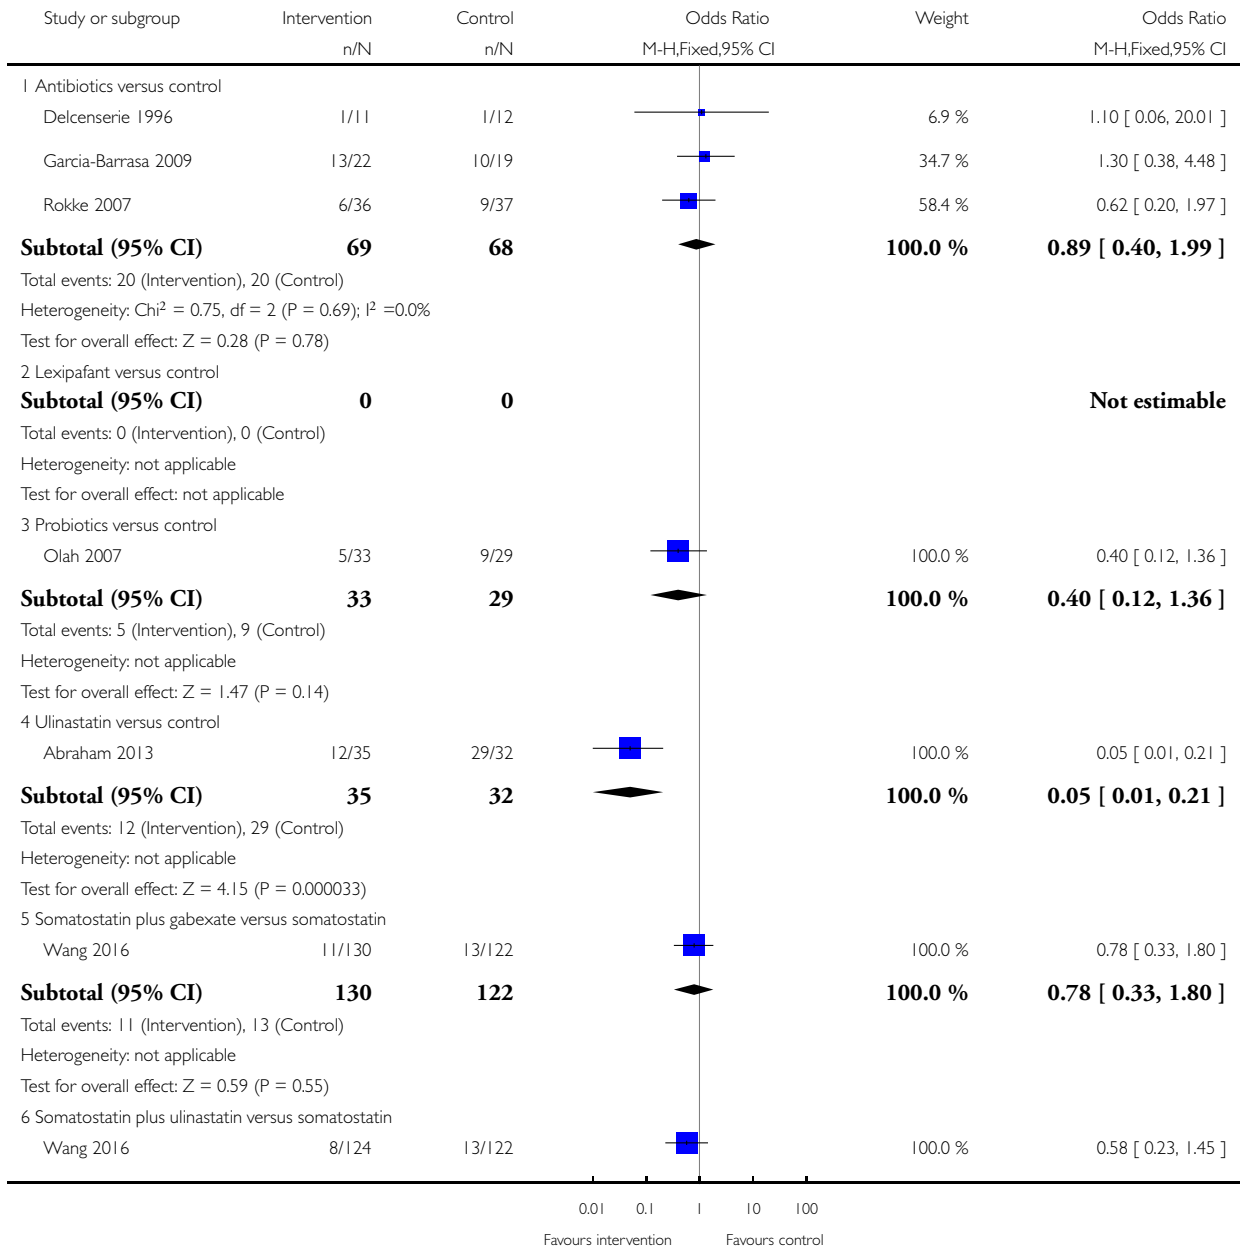 Study or subgroup Intervention Control Odds Ratio Weight Odds Ratio
n/N n/N M-H,Fixed,95% CI M-H,Fixed,95% CI
1 Antibiotics versus control
Delcenserie 1996 1/11 1/12 6.9 % 1.10 [ 0.06, 20.01 ]
Garcia-Barrasa 2009 13/22 10/19 34.7 % 1.30 [ 0.38, 4.48 ]
Rokke 2007 6/36 9/37 58.4 % 0.62 [ 0.20, 1.97 ]
Subtotal (95% CI) 69 68 100.0 % 0.89 [ 0.40, 1.99 ]
Total events: 20 (Intervention), 20 (Control)
Heterogeneity: Chi² = 0.75, df = 2 (P = 0.69); I² =0.0%
Test for overall effect: Z = 0.28 (P = 0.78)
2 Lexipafant versus control
Subtotal (95% CI) 0 0 Not estimable
Total events: 0 (Intervention), 0 (Control)
Heterogeneity: not applicable
Test for overall effect: not applicable
3 Probiotics versus control
Olah 2007 5/33 9/29 100.0 % 0.40 [ 0.12, 1.36 ]
Subtotal (95% CI) 33 29 100.0 % 0.40 [ 0.12, 1.36 ]
Total events: 5 (Intervention), 9 (Control)
Heterogeneity: not applicable
Test for overall effect: Z = 1.47 (P = 0.14)
4 Ulinastatin versus control
Abraham 2013 12/35 29/32 100.0 % 0.05 [ 0.01, 0.21 ]
Subtotal (95% CI) 35 32 100.0 % 0.05 [ 0.01, 0.21 ]
Total events: 12 (Intervention), 29 (Control)
Heterogeneity: not applicable
Test for overall effect: Z = 4.15 (P = 0.000033)
5 Somatostatin plus gabexate versus somatostatin
Wang 2016 11/130 13/122 100.0 % 0.78 [ 0.33, 1.80 ]
Subtotal (95% CI) 130 122 100.0 % 0.78 [ 0.33, 1.80 ]
Total events: 11 (Intervention), 13 (Control)
Heterogeneity: not applicable
Test for overall effect: Z = 0.59 (P = 0.55)
6 Somatostatin plus ulinastatin versus somatostatin
Wang 2016 8/124 13/122 100.0 % 0.58 [ 0.23, 1.45 ]
0.01 0.1 1 10 100
Favours intervention Favours control